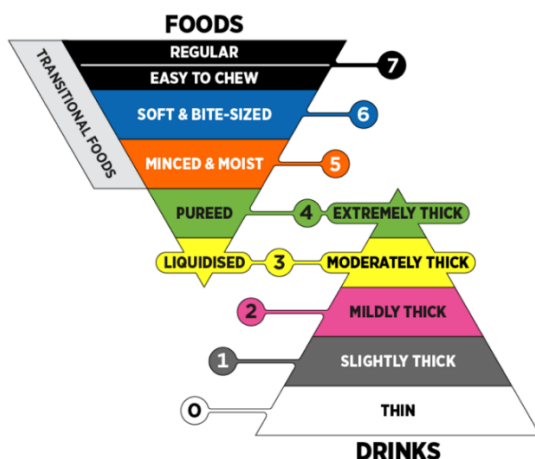 FOODS
REGULAR
7
EASY TO CHEW
TRANSITIONAL FOODS
SOFT & BITE-SIZED
6
MINCED & MOIST
5
PUREED
4
EXTREMELY THICK
LIQUIDISED
3
MODERATELY THICK
2
MILDLY THICK
1
SLIGHTLY THICK
0
THIN
DRINKS